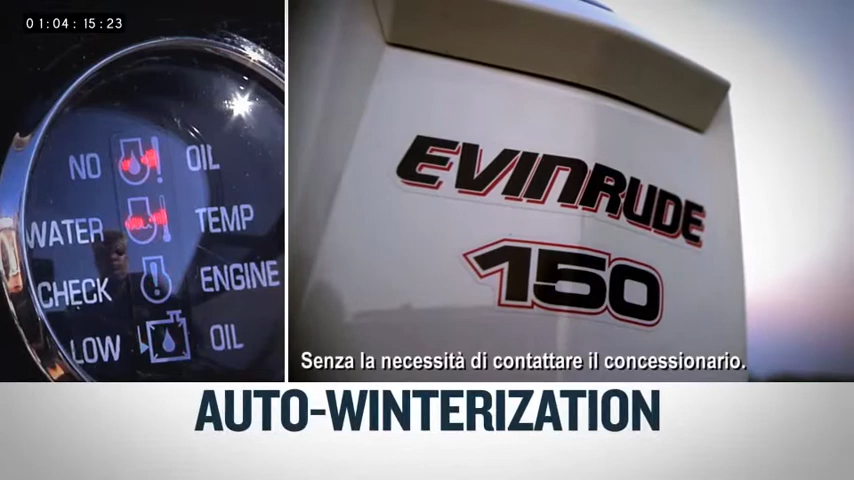 01:04:15:23
NO OIL
WATER TEMP
CHECK ENGINE
LOW OIL
EVINRUDE
150
Senza la necessità di contattare il concessionario.
AUTO-WINTERIZATION